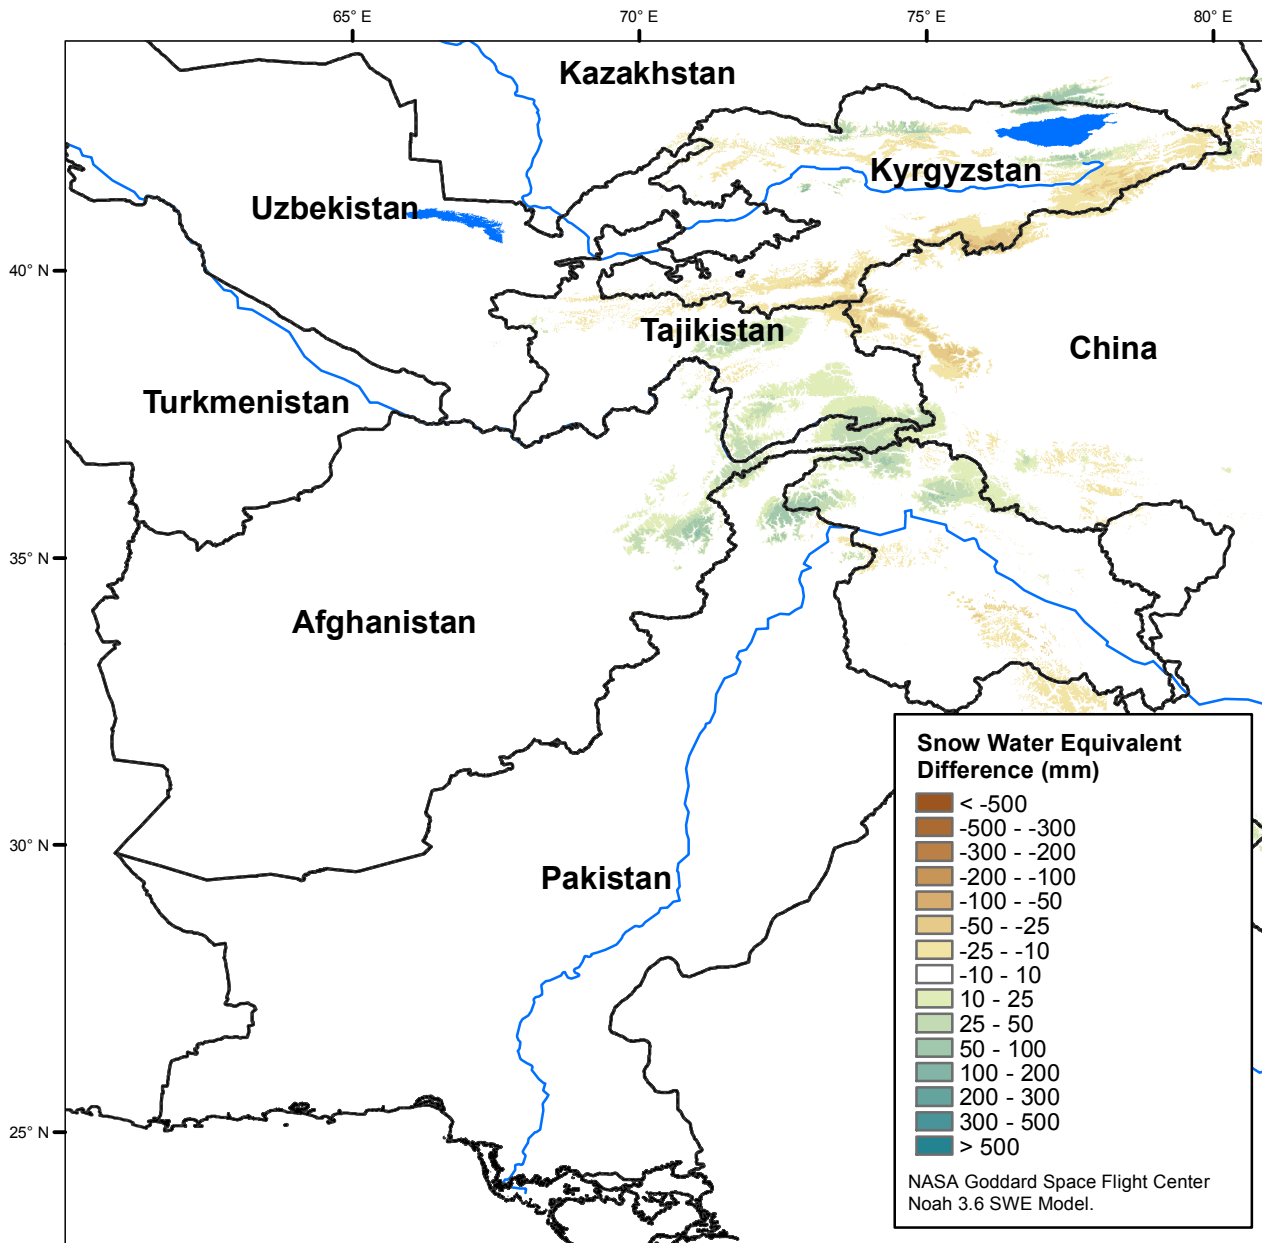 65° E
70° E
75° E
80° E
Kazakhstan
Kyrgyzstan
Uzbekistan
40° N
Tajikistan
China
Turkmenistan
35° N
Afghanistan
Snow Water Equivalent
Difference (mm)
< -500
-500 - -300
-300 - -200
-200 - -100
-100 - -50
-50 - -25
-25 - -10
-10 - 10
10 - 25
25 - 50
50 - 100
100 - 200
200 - 300
300 - 500
> 500
NASA Goddard Space Flight Center
Noah 3.6 SWE Model.
30° N
Pakistan
25° N